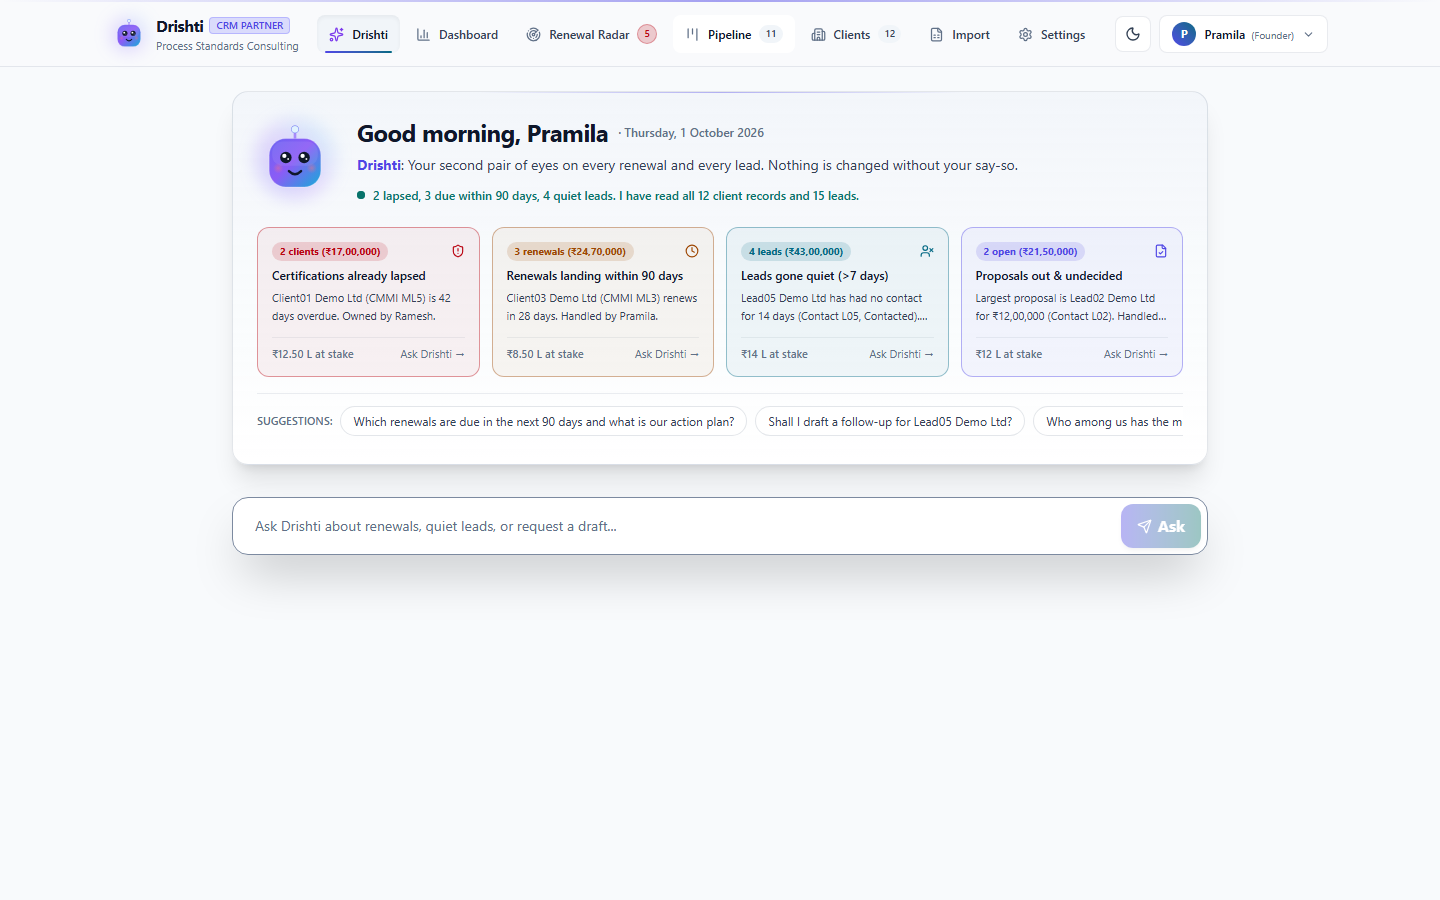 Drishti CRM PARTNER
Process Standards Consulting
Drishti
Dashboard
Renewal Radar 5
Pipeline 11
Clients 12
Import
Settings
P Pramila (Founder)
Good morning, Pramila · Thursday, 1 October 2026
Drishti: Your second pair of eyes on every renewal and every lead. Nothing is changed without your say-so.
2 lapsed, 3 due within 90 days, 4 quiet leads. I have read all 12 client records and 15 leads.
2 clients (₹17,00,000)
Certifications already lapsed
Client01 Demo Ltd (CMMI ML5) is 42
days overdue. Owned by Ramesh.
₹12.50 L at stake
Ask Drishti →
3 renewals (₹24,70,000)
Renewals landing within 90 days
Client03 Demo Ltd (CMMI ML3) renews
in 28 days. Handled by Pramila.
₹8.50 L at stake
Ask Drishti →
4 leads (₹43,00,000)
Leads gone quiet (>7 days)
Lead05 Demo Ltd has had no contact
for 14 days (Contact L05, Contacted)....
₹14 L at stake
Ask Drishti →
2 open (₹21,50,000)
Proposals out & undecided
Largest proposal is Lead02 Demo Ltd
for ₹12,00,000 (Contact L02). Handled...
₹12 L at stake
Ask Drishti →
SUGGESTIONS:
Which renewals are due in the next 90 days and what is our action plan?
Shall I draft a follow-up for Lead05 Demo Ltd?
Who among us has the m
Ask Drishti about renewals, quiet leads, or request a draft...
Ask